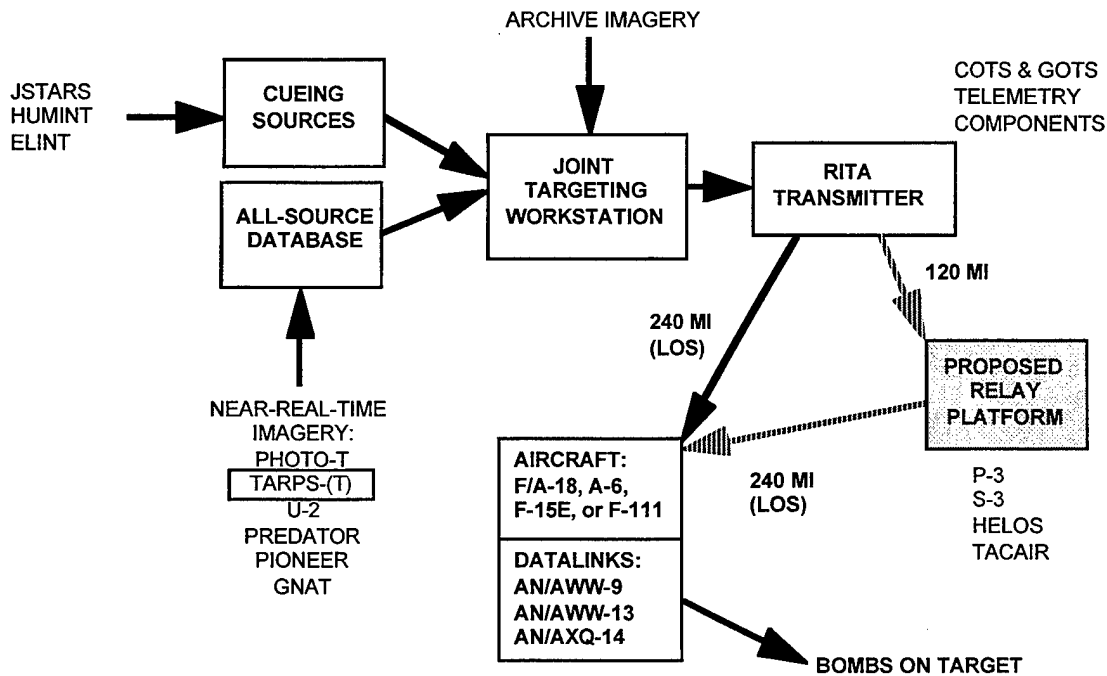 ARCHIVE IMAGERY
JSTARS
HUMINT
ELINT
CUEING
SOURCES
ALL-SOURCE
DATABASE
JOINT
TARGETING
WORKSTATION
RITA
TRANSMITTER
COTS & GOTS
TELEMETRY
COMPONENTS
240 MI
(LOS)
120 MI
PROPOSED
RELAY
PLATFORM
P-3
S-3
HELOS
TACAIR
240 MI
(LOS)
NEAR-REAL-TIME
IMAGERY:
PHOTO-T
TARPS-(T)
U-2
PREDATOR
PIONEER
GNAT
AIRCRAFT:
F/A-18, A-6,
F-15E, or F-111
DATALINKS:
AN/AWW-9
AN/AWW-13
AN/AXQ-14
BOMBS ON TARGET